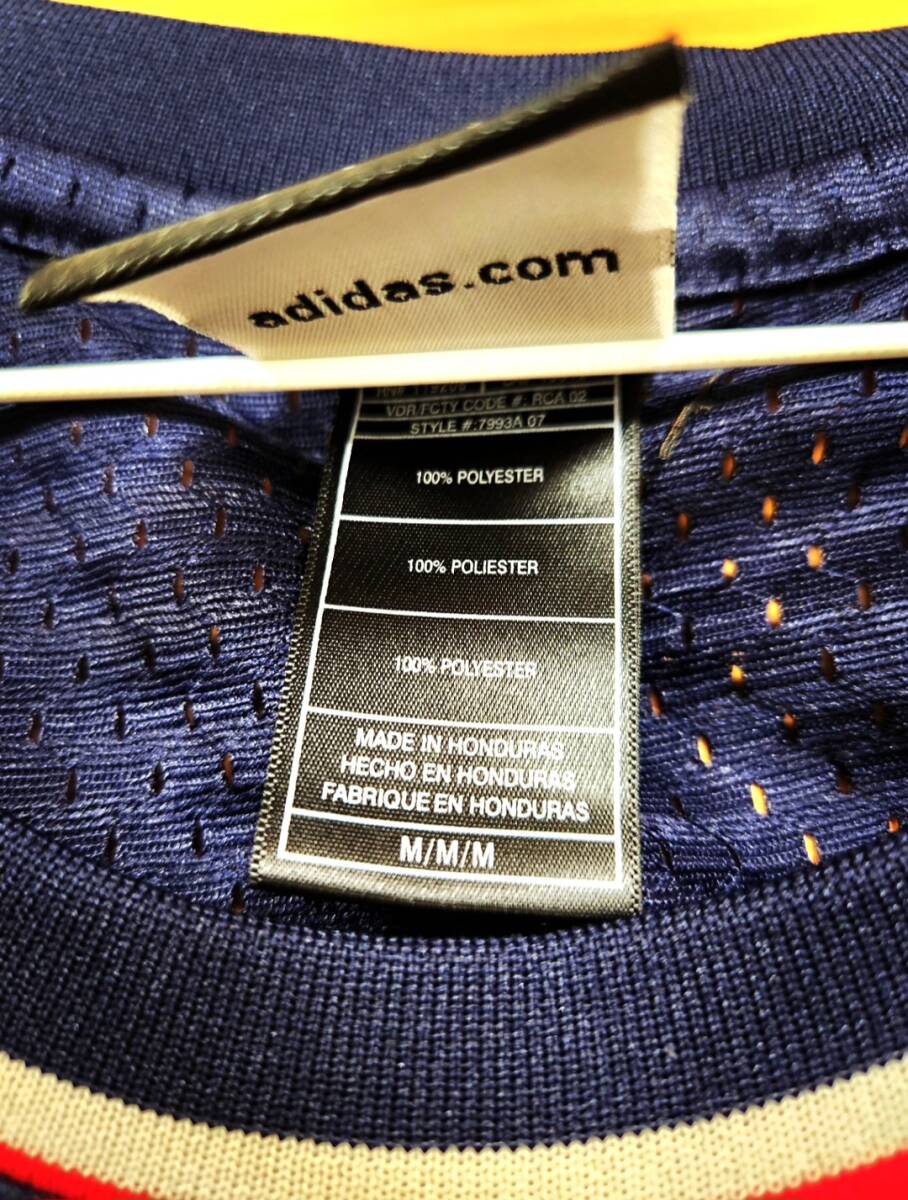 adidas.com
VDR/FCTY CODE #: RCA 02
STYLE #:7993A 07
100% POLYESTER
100% POLIESTER
100% POLYESTER
MADE IN HONDURAS
HECHO EN HONDURAS
FABRIQUE EN HONDURAS
M/M/M